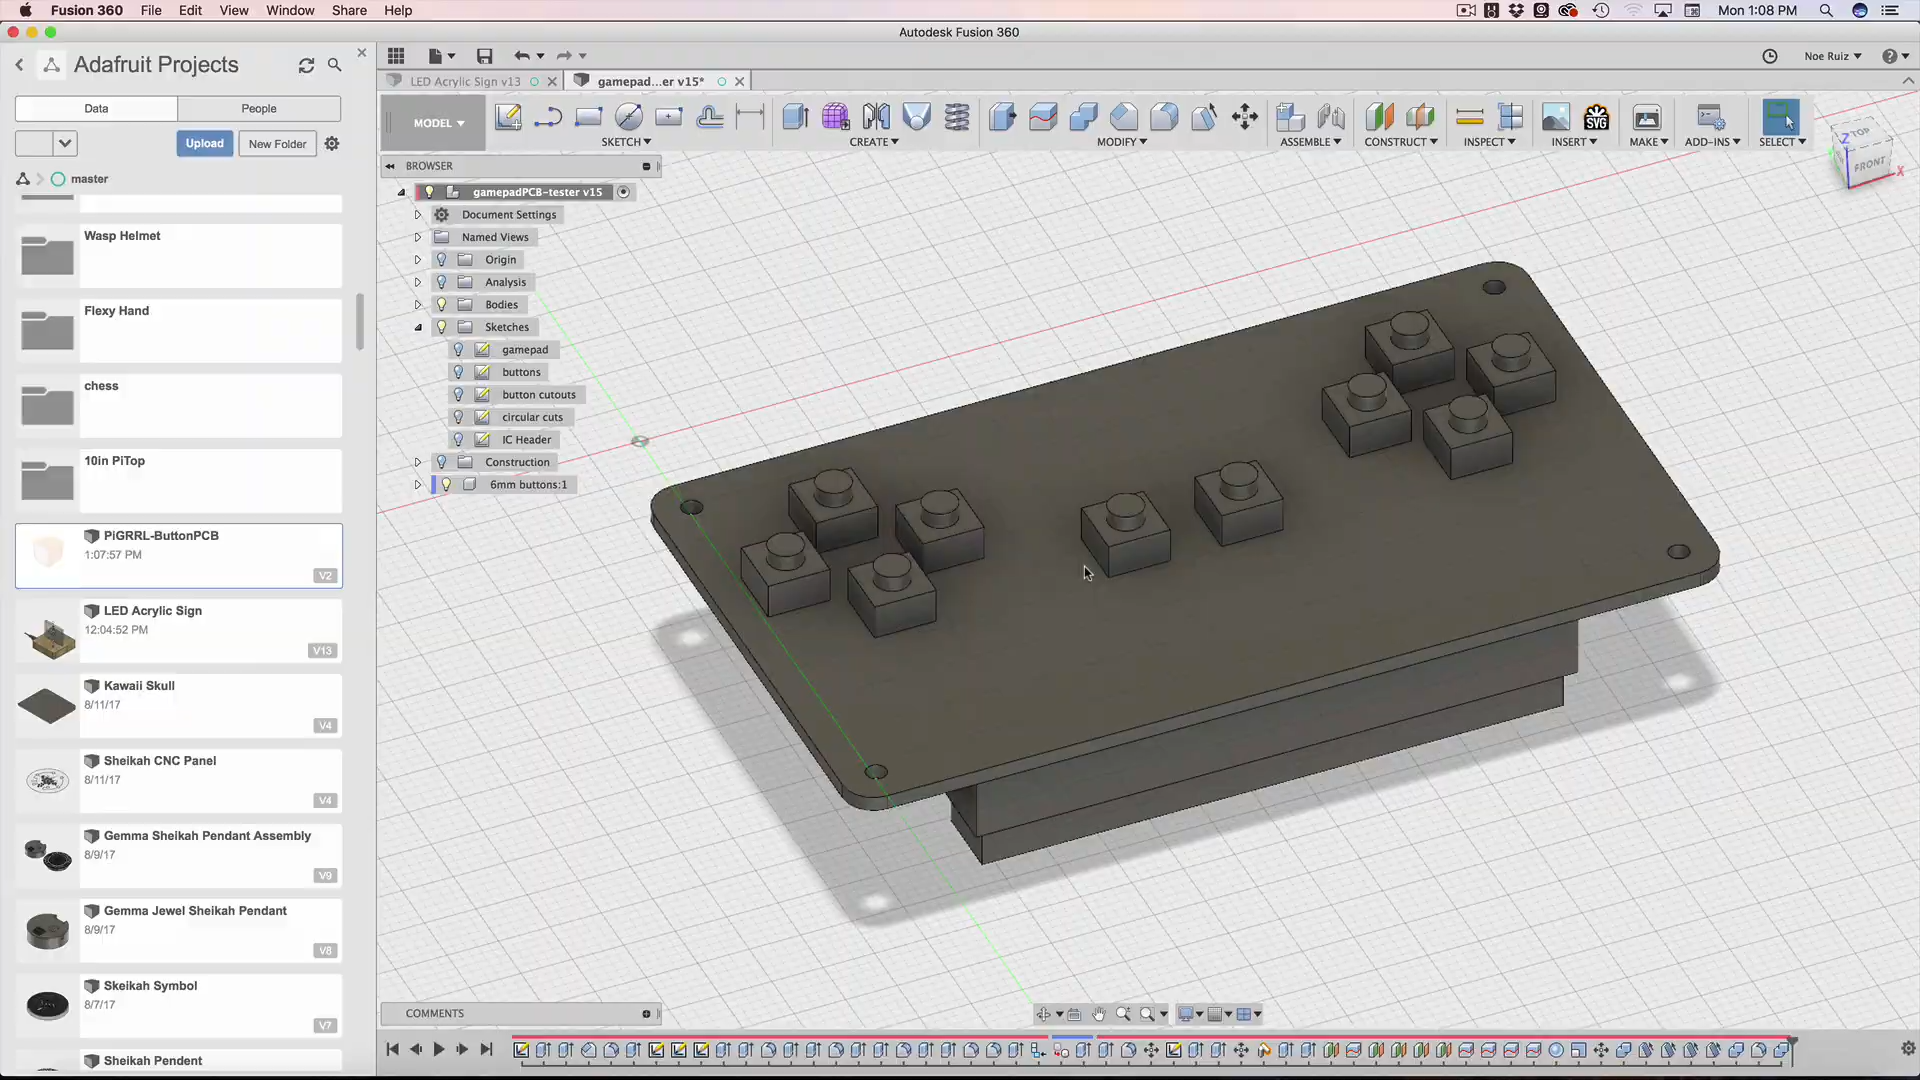 Fusion 360 File Edit View Window Share Help Mon 1:08 PM
Autodesk Fusion 360
Adafruit Projects
Noe Ruiz
LED Acrylic Sign v13 gamepad...er v15*
Data People
MODEL
SVG
SKETCH CREATE MODIFY ASSEMBLE CONSTRUCT INSPECT INSERT MAKE ADD-INS SELECT
Upload New Folder
TOP
FRONT
Z
X
BROWSER
master
gamepadPCB-tester v15
Document Settings
Named Views
Origin
Analysis
Bodies
Sketches
gamepad
buttons
button cutouts
circular cuts
IC Header
Construction
6mm buttons:1
Wasp Helmet
Flexy Hand
chess
10in PiTop
PiGRRL-ButtonPCB
1:07:57 PM
V2
LED Acrylic Sign
12:04:52 PM
V13
Kawaii Skull
8/11/17
V4
Sheikah CNC Panel
8/11/17
V4
Gemma Sheikah Pendant Assembly
8/9/17
V9
Gemma Jewel Sheikah Pendant
8/9/17
V8
Skeikah Symbol
8/7/17
V7
Sheikah Pendent
COMMENTS